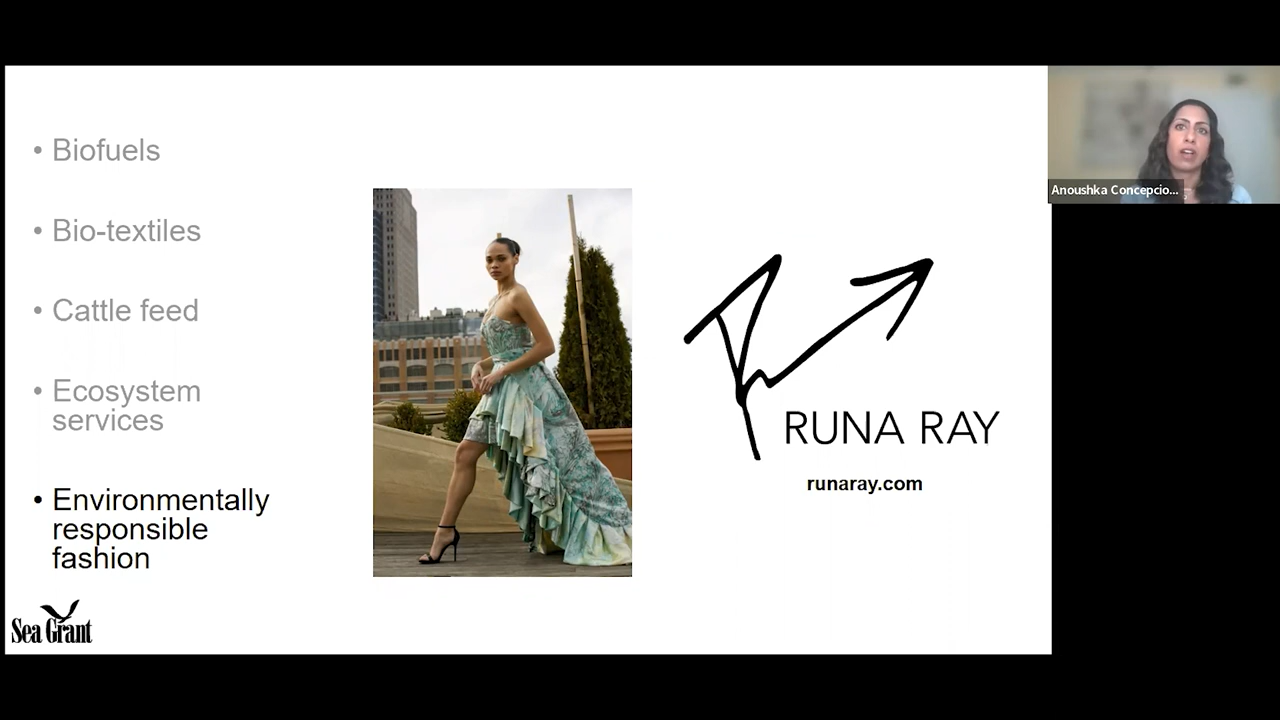 • Biofuels
• Bio-textiles
• Cattle feed
• Ecosystem
services
• Environmentally
responsible
fashion
Sea Grant
RUNA RAY
runaray.com
Anoushka Concepcio...